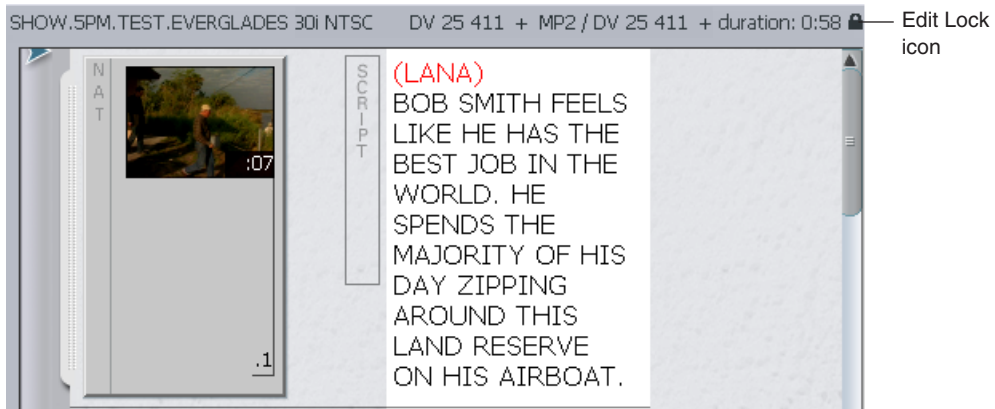 SHOW.5PM.TEST.EVERGLADES 30i NTSC DV 25 411 + MP2 / DV 25 411 + duration: 0:58
Edit Lock
icon
NAT
:07
.1
SCRIPT
(LANA)
BOB SMITH FEELS
LIKE HE HAS THE
BEST JOB IN THE
WORLD. HE
SPENDS THE
MAJORITY OF HIS
DAY ZIPPING
AROUND THIS
LAND RESERVE
ON HIS AIRBOAT.